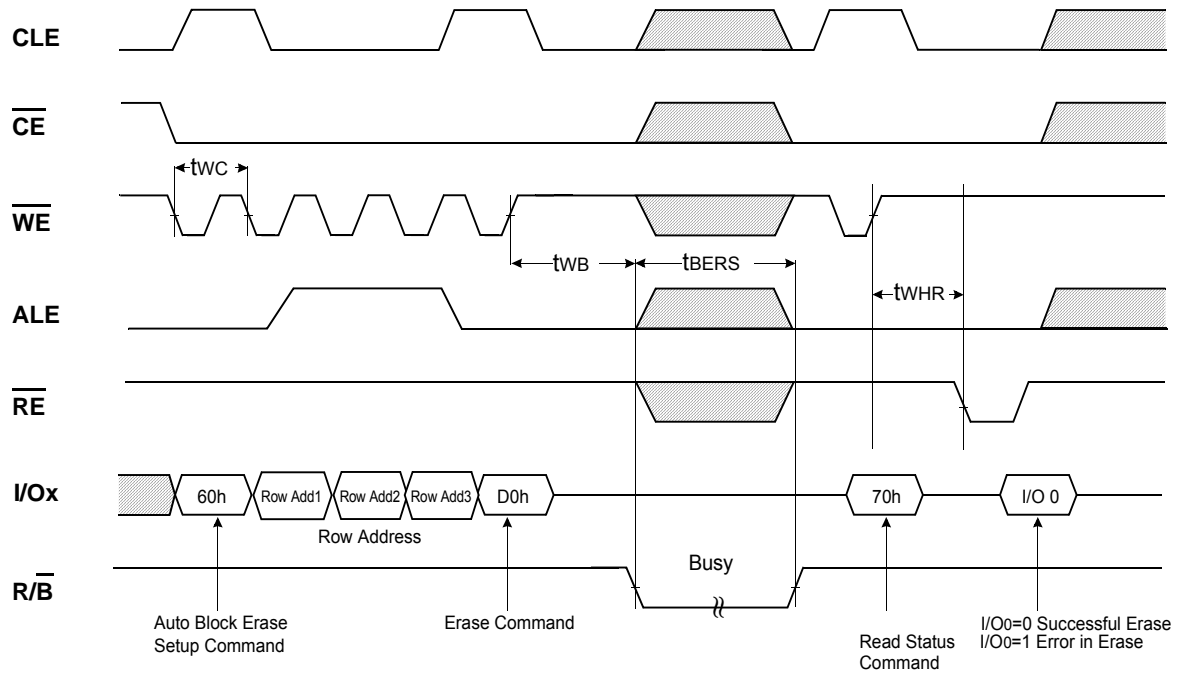 CLE
CE
tWC
WE
tWB
tBERS
tWHR
ALE
RE
I/Ox
60h
Row Add1
Row Add2
Row Add3
D0h
70h
I/O 0
Row Address
R/B
Busy
Auto Block Erase
Setup Command
Erase Command
Read Status
Command
I/O0=0 Successful Erase
I/O0=1 Error in Erase